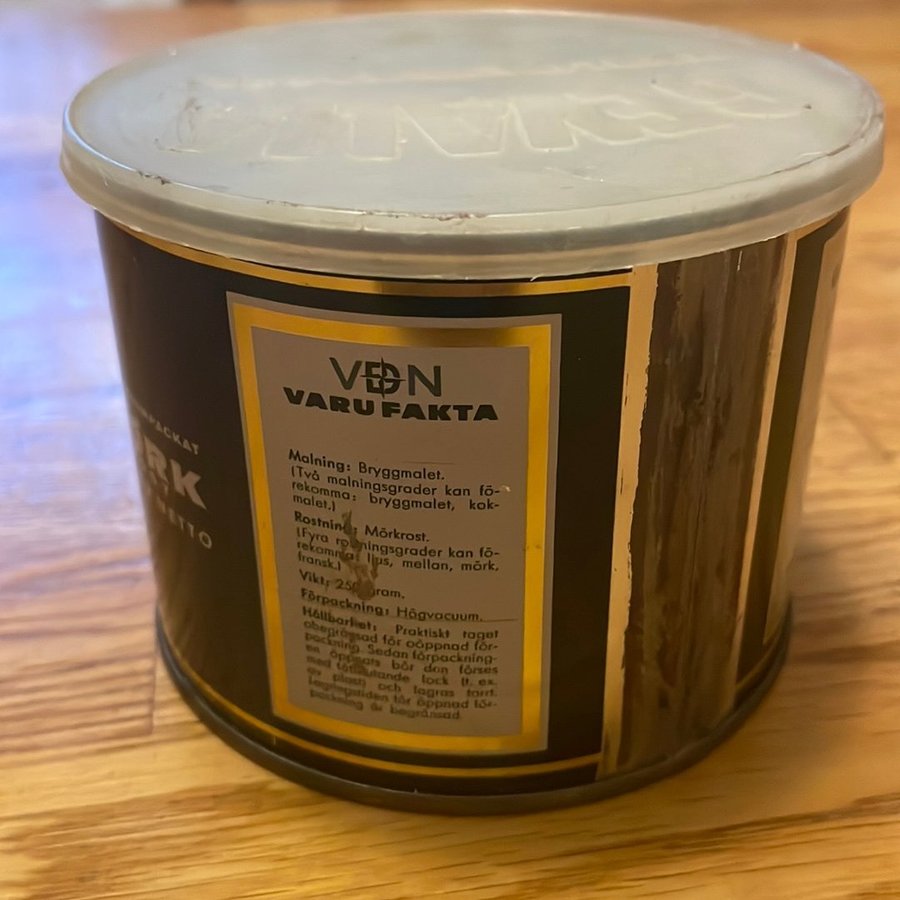 PACKAT
RK
NETTO
VDN
VARUFAKTA
Malning: Bryggmalet.
(Två malningsgrader kan fö-
rekomma: bryggmalet, kok-
malet.)
Rostning: Mörkrost.
(Fyra rostningsgrader kan fö-
rekomma: ljus, mellan, mörk,
fransk.)
Vikt: 250 gram.
Förpackning: Högvacuum.
Hållbarhet: Praktiskt taget
obegränsad för oöppnad för-
packning. Sedan förpackning-
en öppnats bör den förses
med tättslutande lock (t. ex.
av plast) och lagras torrt.
Lagringstiden för öppnad för-
packning är begränsad.